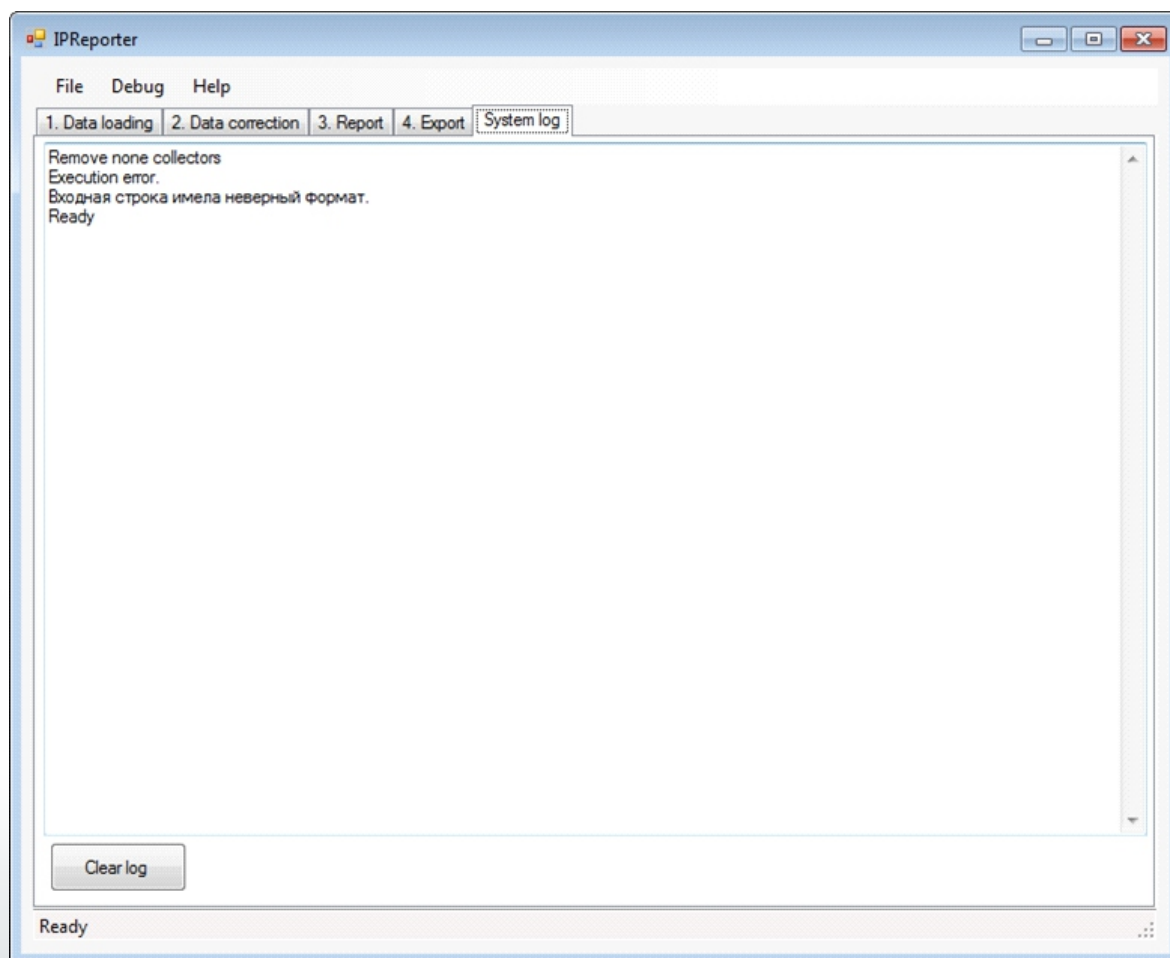 IPReporter
File Debug Help
1. Data loading 2. Data correction 3. Report 4. Export System log
Remove none collectors
Execution error.
Входная строка имела неверный формат.
Ready
Clear log
Ready